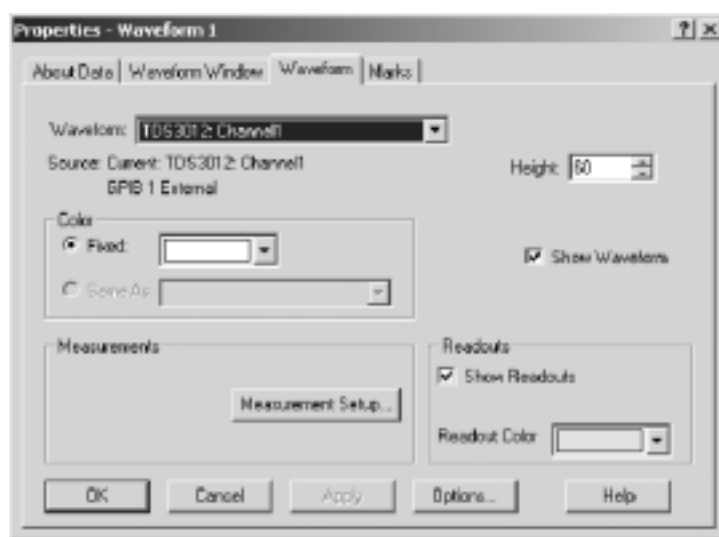 Properties - Waveform 1
About Data Waveform Window Waveform Marks
Waveform: TDS3012: Channel1
Source: Current: TDS3012: Channel1
GPIB 1 External
Height: 60
Color
Fixed:
Show Waveform
Same As:
Measurements
Readouts
Show Readouts
Measurement Setup...
Readout Color
OK Cancel Apply Options... Help